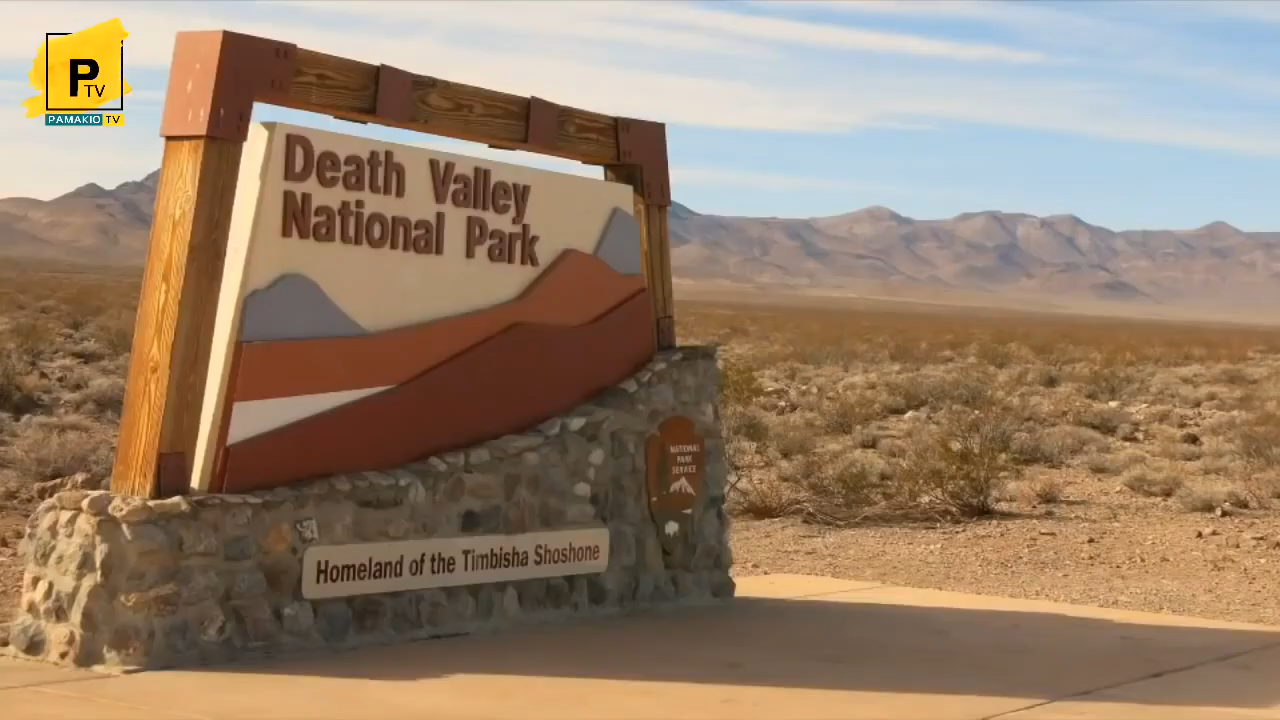 P
TV
PAMAKIO TV
Death Valley
National Park
NATIONAL
PARK
SERVICE
Homeland of the Timbisha Shoshone